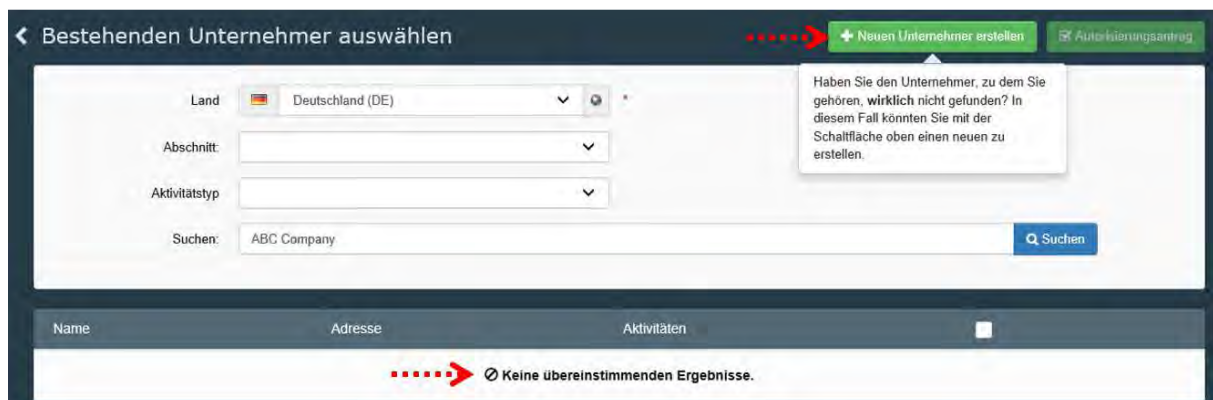 Bestehenden Unternehmer auswählen
Neuen Unternehmer erstellen
Autorisierungsantrag
Haben Sie den Unternehmer, zu dem Sie
gehören, wirklich nicht gefunden? In
diesem Fall könnten Sie mit der
Schaltfläche oben einen neuen zu
erstellen.
Land Deutschland (DE) *
Abschnitt:
Aktivitätstyp
Suchen: ABC Company Suchen
Name Adresse Aktivitäten
Keine übereinstimmenden Ergebnisse.